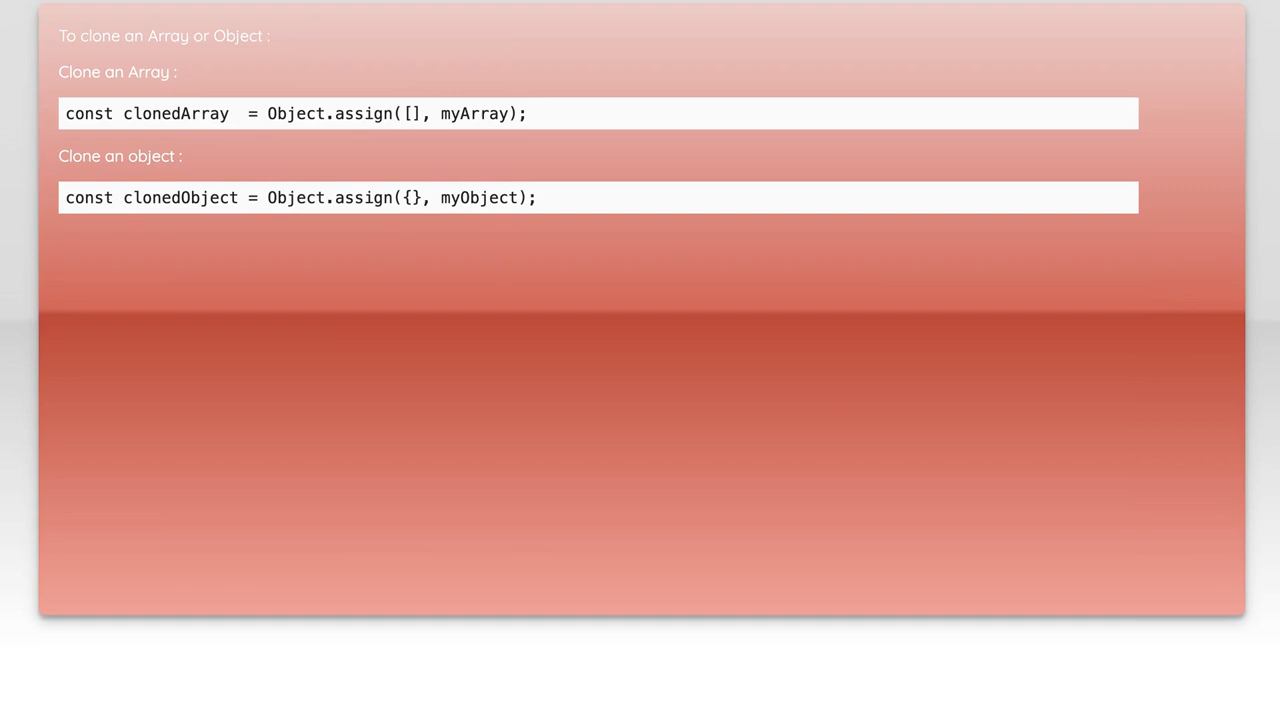 To clone an Array or Object :
Clone an Array :
const clonedArray  = Object.assign([], myArray);
Clone an object :
const clonedObject = Object.assign({}, myObject);